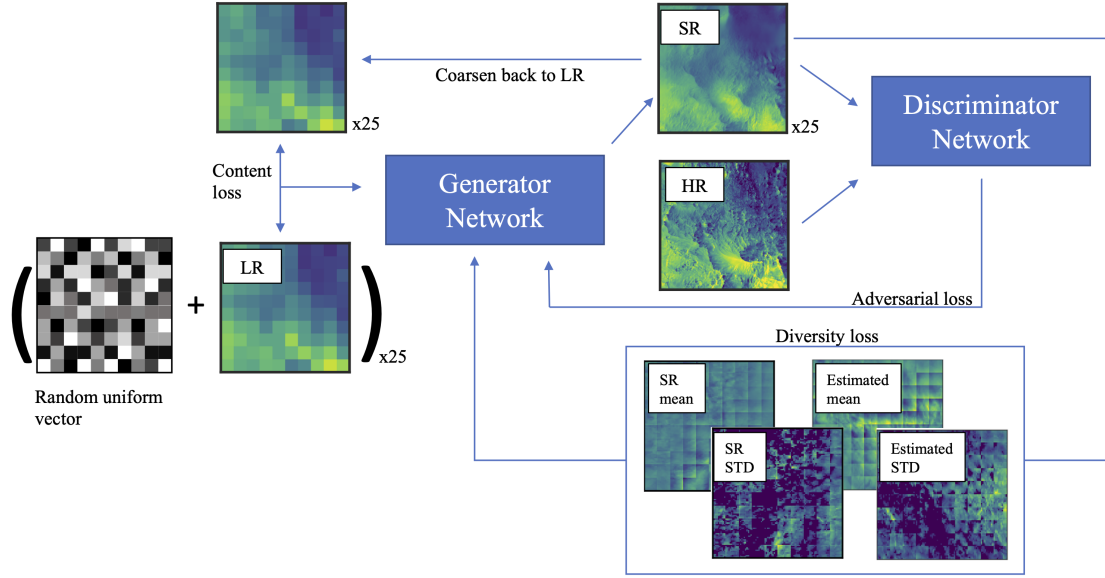 SR
Coarsen back to LR
x25
x25
Discriminator
Network
Content
loss
Generator
Network
HR
LR
(
+
)
x25
Adversarial loss
Random uniform
vector
Diversity loss
SR
mean
Estimated
mean
SR
STD
Estimated
STD